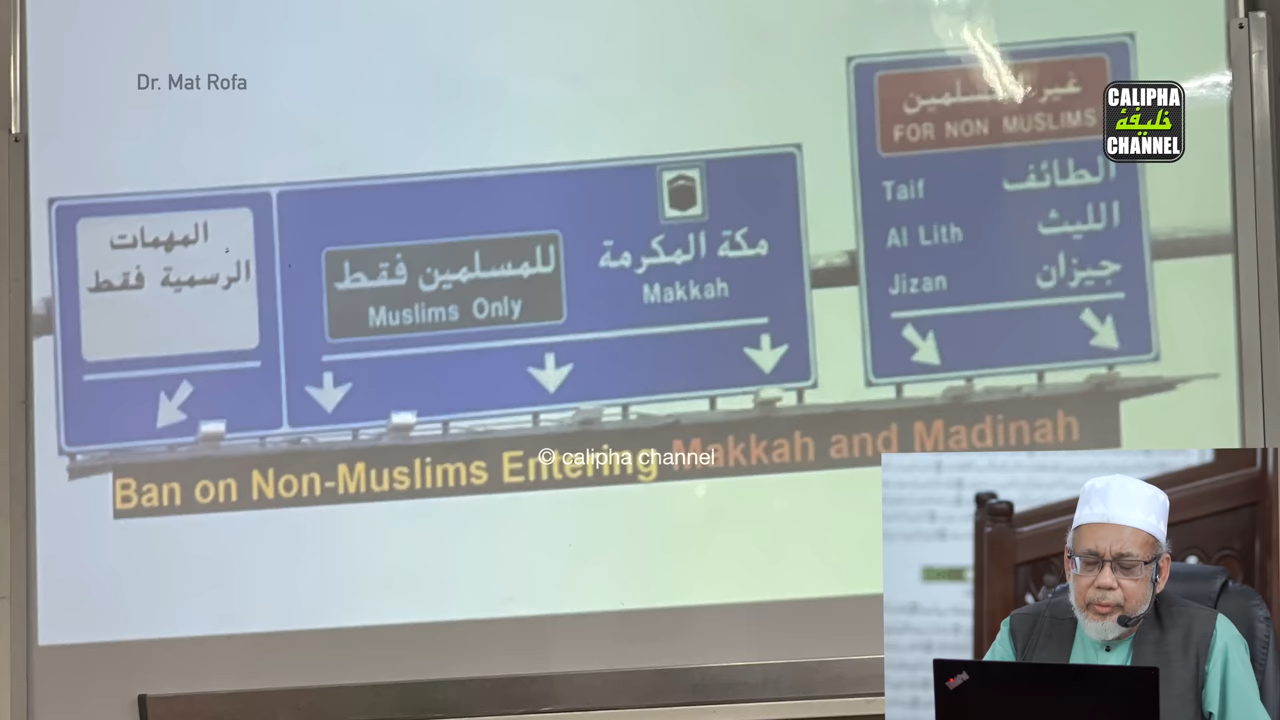 Dr. Mat Rofa
CALIPHA
خليفة
CHANNEL
المهمات
الرسمية فقط
للمسلمين فقط
Muslims Only
مكة المكرمة
Makkah
غير المسلمين
FOR NON MUSLIMS
Taif الطائف
Al Lith الليث
Jizan جيزان
Ban on Non-Muslims Entering Makkah and Madinah
© calipha channel